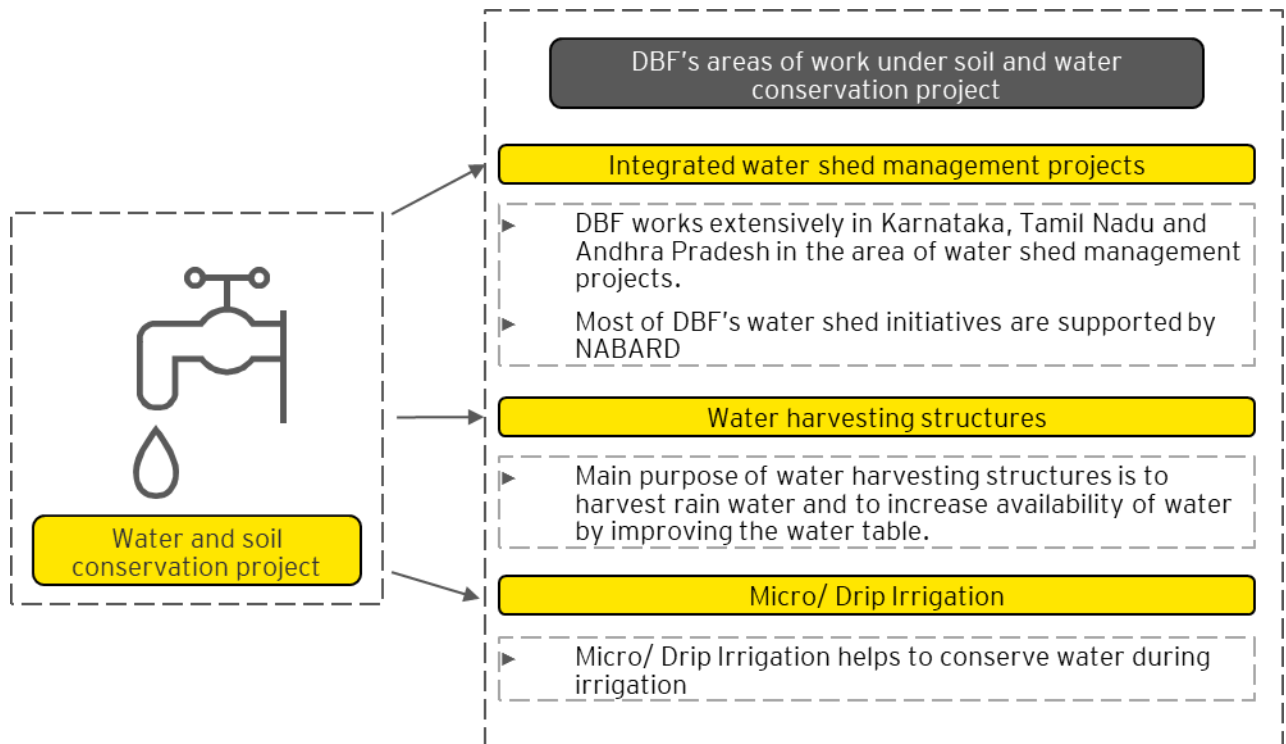 DBF's areas of work under soil and water
conservation project
Integrated water shed management projects
DBF works extensively in Karnataka, Tamil Nadu and
Andhra Pradesh in the area of water shed management
projects.
Most of DBF's water shed initiatives are supported by
NABARD
Water harvesting structures
Main purpose of water harvesting structures is to
harvest rain water and to increase availability of water
by improving the water table.
Water and soil
conservation project
Micro/ Drip Irrigation
Micro/ Drip Irrigation helps to conserve water during
irrigation